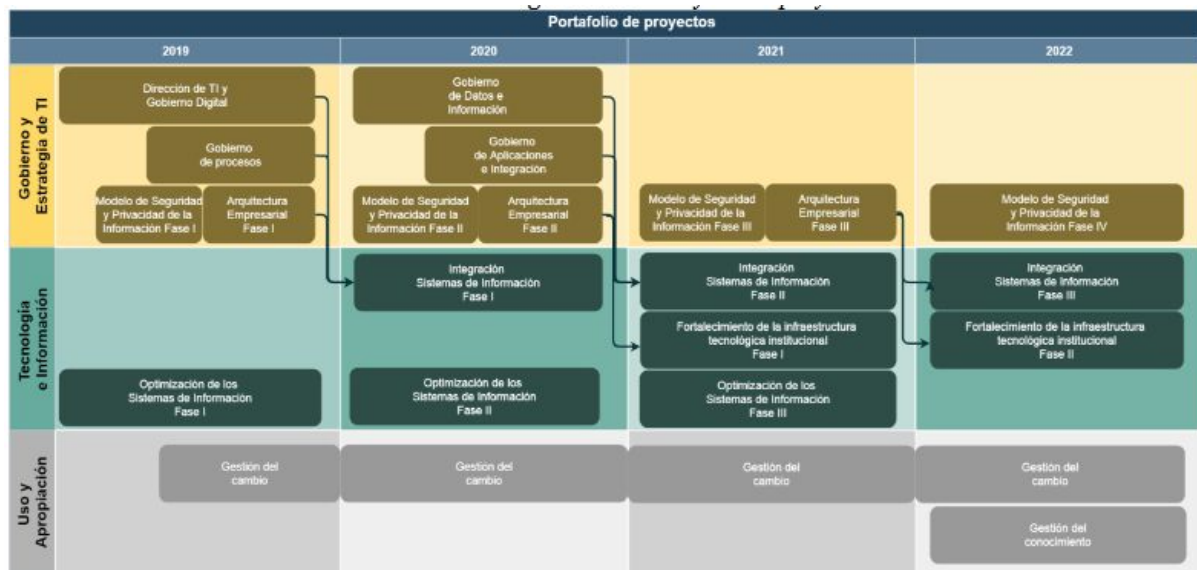 Portafolio de proyectos
2019
2020
2021
2022
Gobierno y
Estrategia de TI
Dirección de TI y
Gobierno Digital
Gobierno
de Datos e
Información
Gobierno
de procesos
Gobierno
de Aplicaciones
e Integración
Modelo de Seguridad
y Privacidad de la
Información Fase I
Arquitectura
Empresarial
Fase I
Modelo de Seguridad
y Privacidad de la
Información Fase II
Arquitectura
Empresarial
Fase II
Modelo de Seguridad
y Privacidad de la
Información Fase III
Arquitectura
Empresarial
Fase III
Modelo de Seguridad
y Privacidad de la
Información Fase IV
Tecnología
e Información
Integración
Sistemas de Información
Fase I
Integración
Sistemas de Información
Fase II
Integración
Sistemas de Información
Fase III
Fortalecimiento de la infraestructura
tecnológica institucional
Fase I
Fortalecimiento de la infraestructura
tecnológica institucional
Fase II
Optimización de los
Sistemas de Información
Fase I
Optimización de los
Sistemas de Información
Fase II
Optimización de los
Sistemas de Información
Fase III
Uso y
Apropiación
Gestión del
cambio
Gestión del
cambio
Gestión del
cambio
Gestión del
cambio
Gestión del
conocimiento